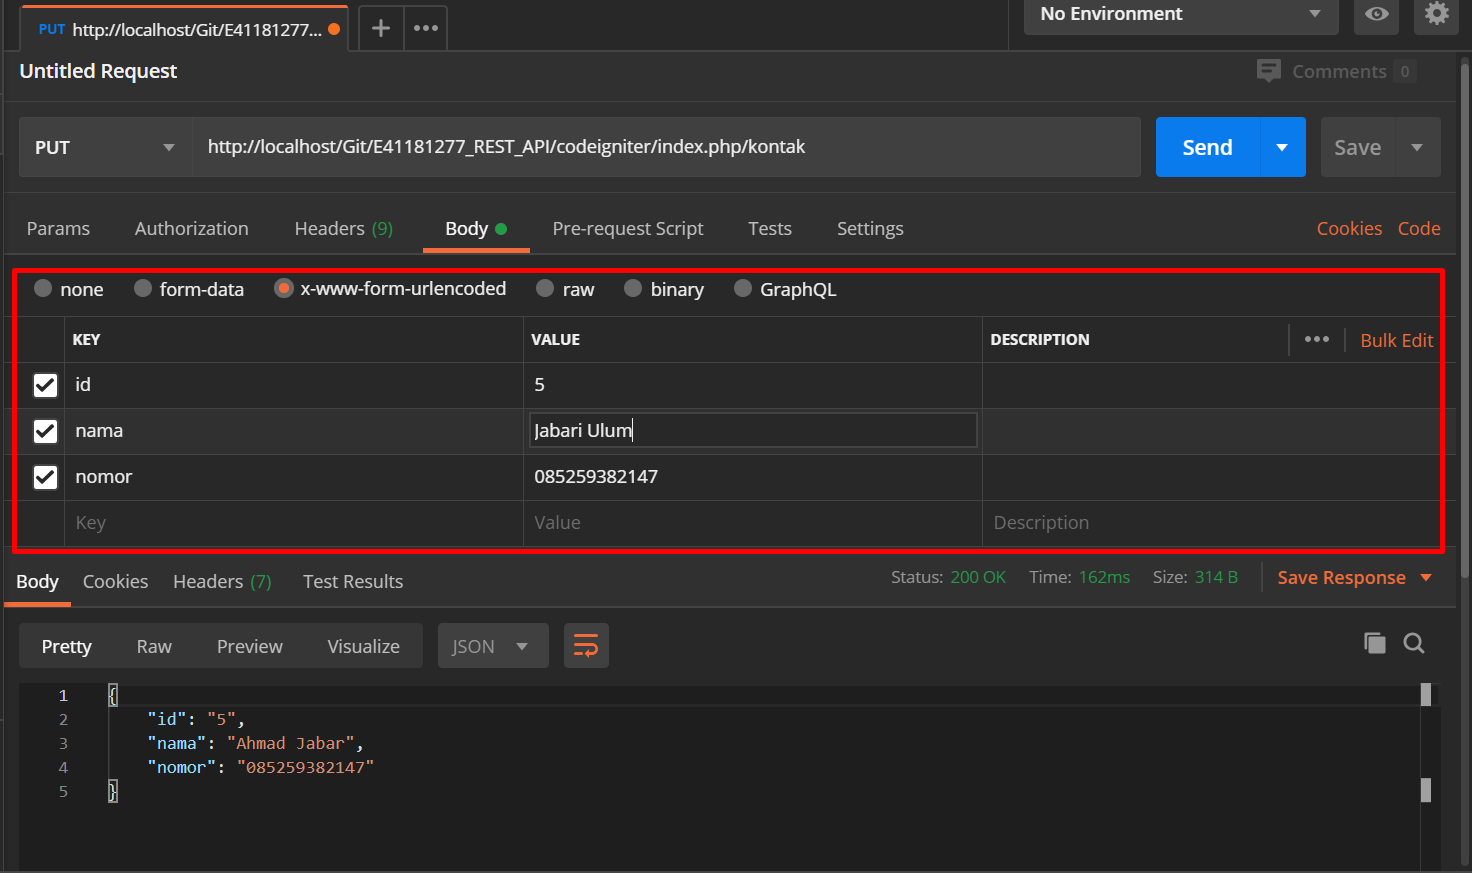 PUT http://localhost/Git/E41181277...
No Environment
Untitled Request
Comments 0
PUT
http://localhost/Git/E41181277_REST_API/codeigniter/index.php/kontak
Send
Save
Params Authorization Headers (9) Body Pre-request Script Tests Settings Cookies Code
none form-data x-www-form-urlencoded raw binary GraphQL
KEY VALUE DESCRIPTION Bulk Edit
id 5
nama Jabari Ulum
nomor 085259382147
Key Value Description
Body Cookies Headers (7) Test Results Status: 200 OK Time: 162ms Size: 314 B Save Response
Pretty Raw Preview Visualize JSON
1 {
2 "id": "5",
3 "nama": "Ahmad Jabar",
4 "nomor": "085259382147"
5 }